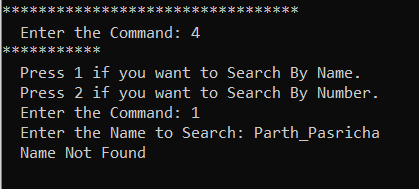 *********************************
Enter the Command: 4
***********
Press 1 if you want to Search By Name.
Press 2 if you want to Search By Number.
Enter the Command: 1
Enter the Name to Search: Parth_Pasricha
Name Not Found